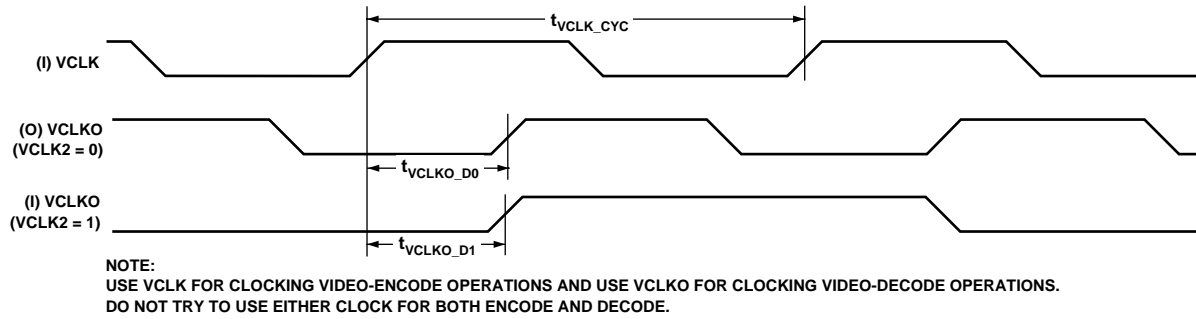 tVCLK_CYC
(I) VCLK
(O) VCLKO
(VCLK2 = 0)
tVCLKO_D0
(I) VCLKO
(VCLK2 = 1)
tVCLKO_D1
NOTE:
USE VCLK FOR CLOCKING VIDEO-ENCODE OPERATIONS AND USE VCLKO FOR CLOCKING VIDEO-DECODE OPERATIONS.
DO NOT TRY TO USE EITHER CLOCK FOR BOTH ENCODE AND DECODE.